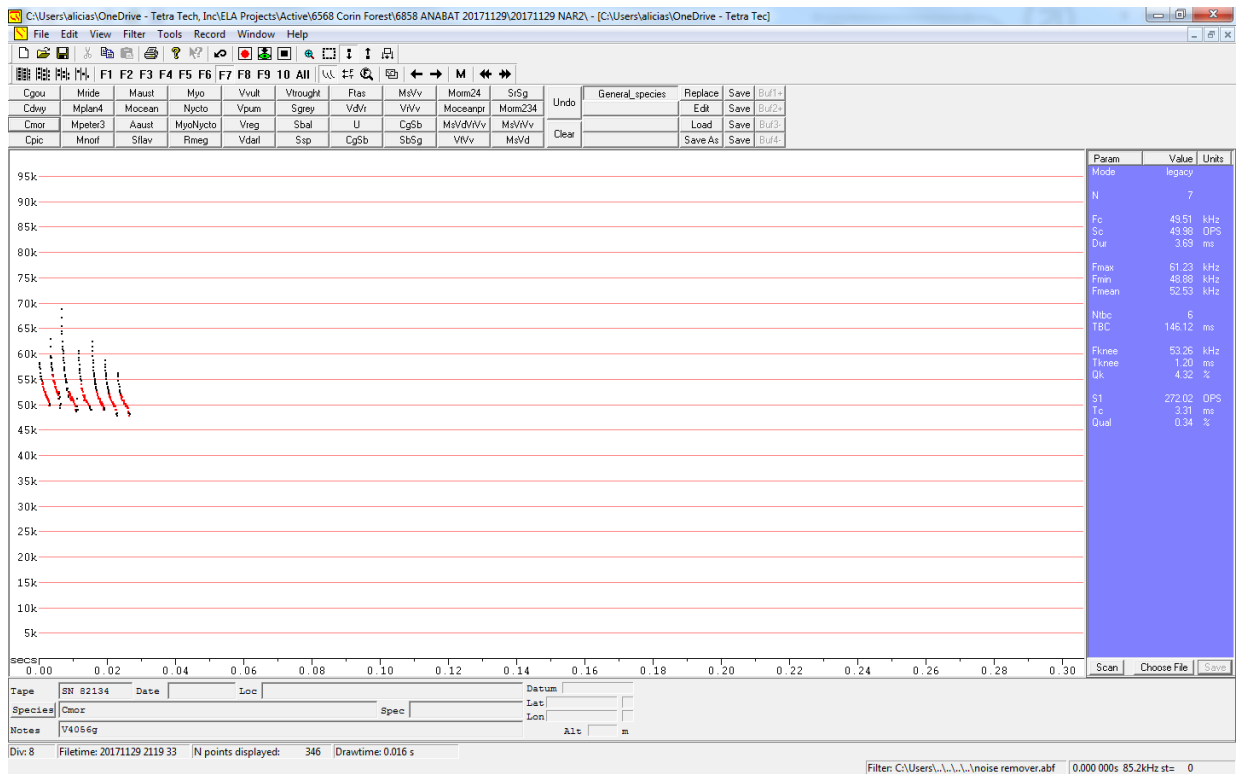 C:\Users\alicias\OneDrive - Tetra Tech, Inc\ELA Projects\Active\6568 Corin Forest\6858 ANABAT 20171129\20171129 NAR2\ - [C:\Users\alicias\OneDrive - Tetra Tec]
File Edit View Filter Tools Record Window Help
F1 F2 F3 F4 F5 F6 F7 F8 F9 10 All M
Cgou Mride Maust Myo Vvult Vtrought Ftas MsVv Morm24 SrSg Undo General_species Replace Save Buf1+
Cdwy Mplan4 Mocean Nycto Vpum Sgrey VdVr VrVv Moceanpr Morm234 Edit Save Buf2+
Cmor Mpeter3 Aaust MyoNycto Vreg Sbal U CgSb MsVdVrVv MsVrVv Clear Load Save Buf3-
Cpic Mnorf Sflav Rmeg Vdarl Ssp CgSb SbSg VfVv MsVd Save As Save Buf4-
Param Value Units
Mode legacy
N 7
Fc 49.51 kHz
Sc 49.98 OPS
Dur 3.69 ms
Fmax 61.23 kHz
Fmin 48.88 kHz
Fmean 52.53 kHz
Ntbc 6
TBC 146.12 ms
Fknee 53.26 kHz
Tknee 1.20 ms
Qk 4.32 %
S1 272.02 OPS
Tc 3.31 ms
Qual 0.34 %
95k
90k
85k
80k
75k
70k
65k
60k
55k
50k
45k
40k
35k
30k
25k
20k
15k
10k
5k
secs
0.00 0.02 0.04 0.06 0.08 0.10 0.12 0.14 0.16 0.18 0.20 0.22 0.24 0.26 0.28 0.30
Scan Choose File Save
Tape SN 82134 Date Loc Datum
Species Cmor Spec Lat
Lon
Notes V4056g Alt m
Div: 8 Filetime: 20171129 2119 33 N points displayed: 346 Drawtime: 0.016 s
Filter: C:\Users\..\..\..\..\noise remover.abf 0.000 000s 85.2kHz st= 0